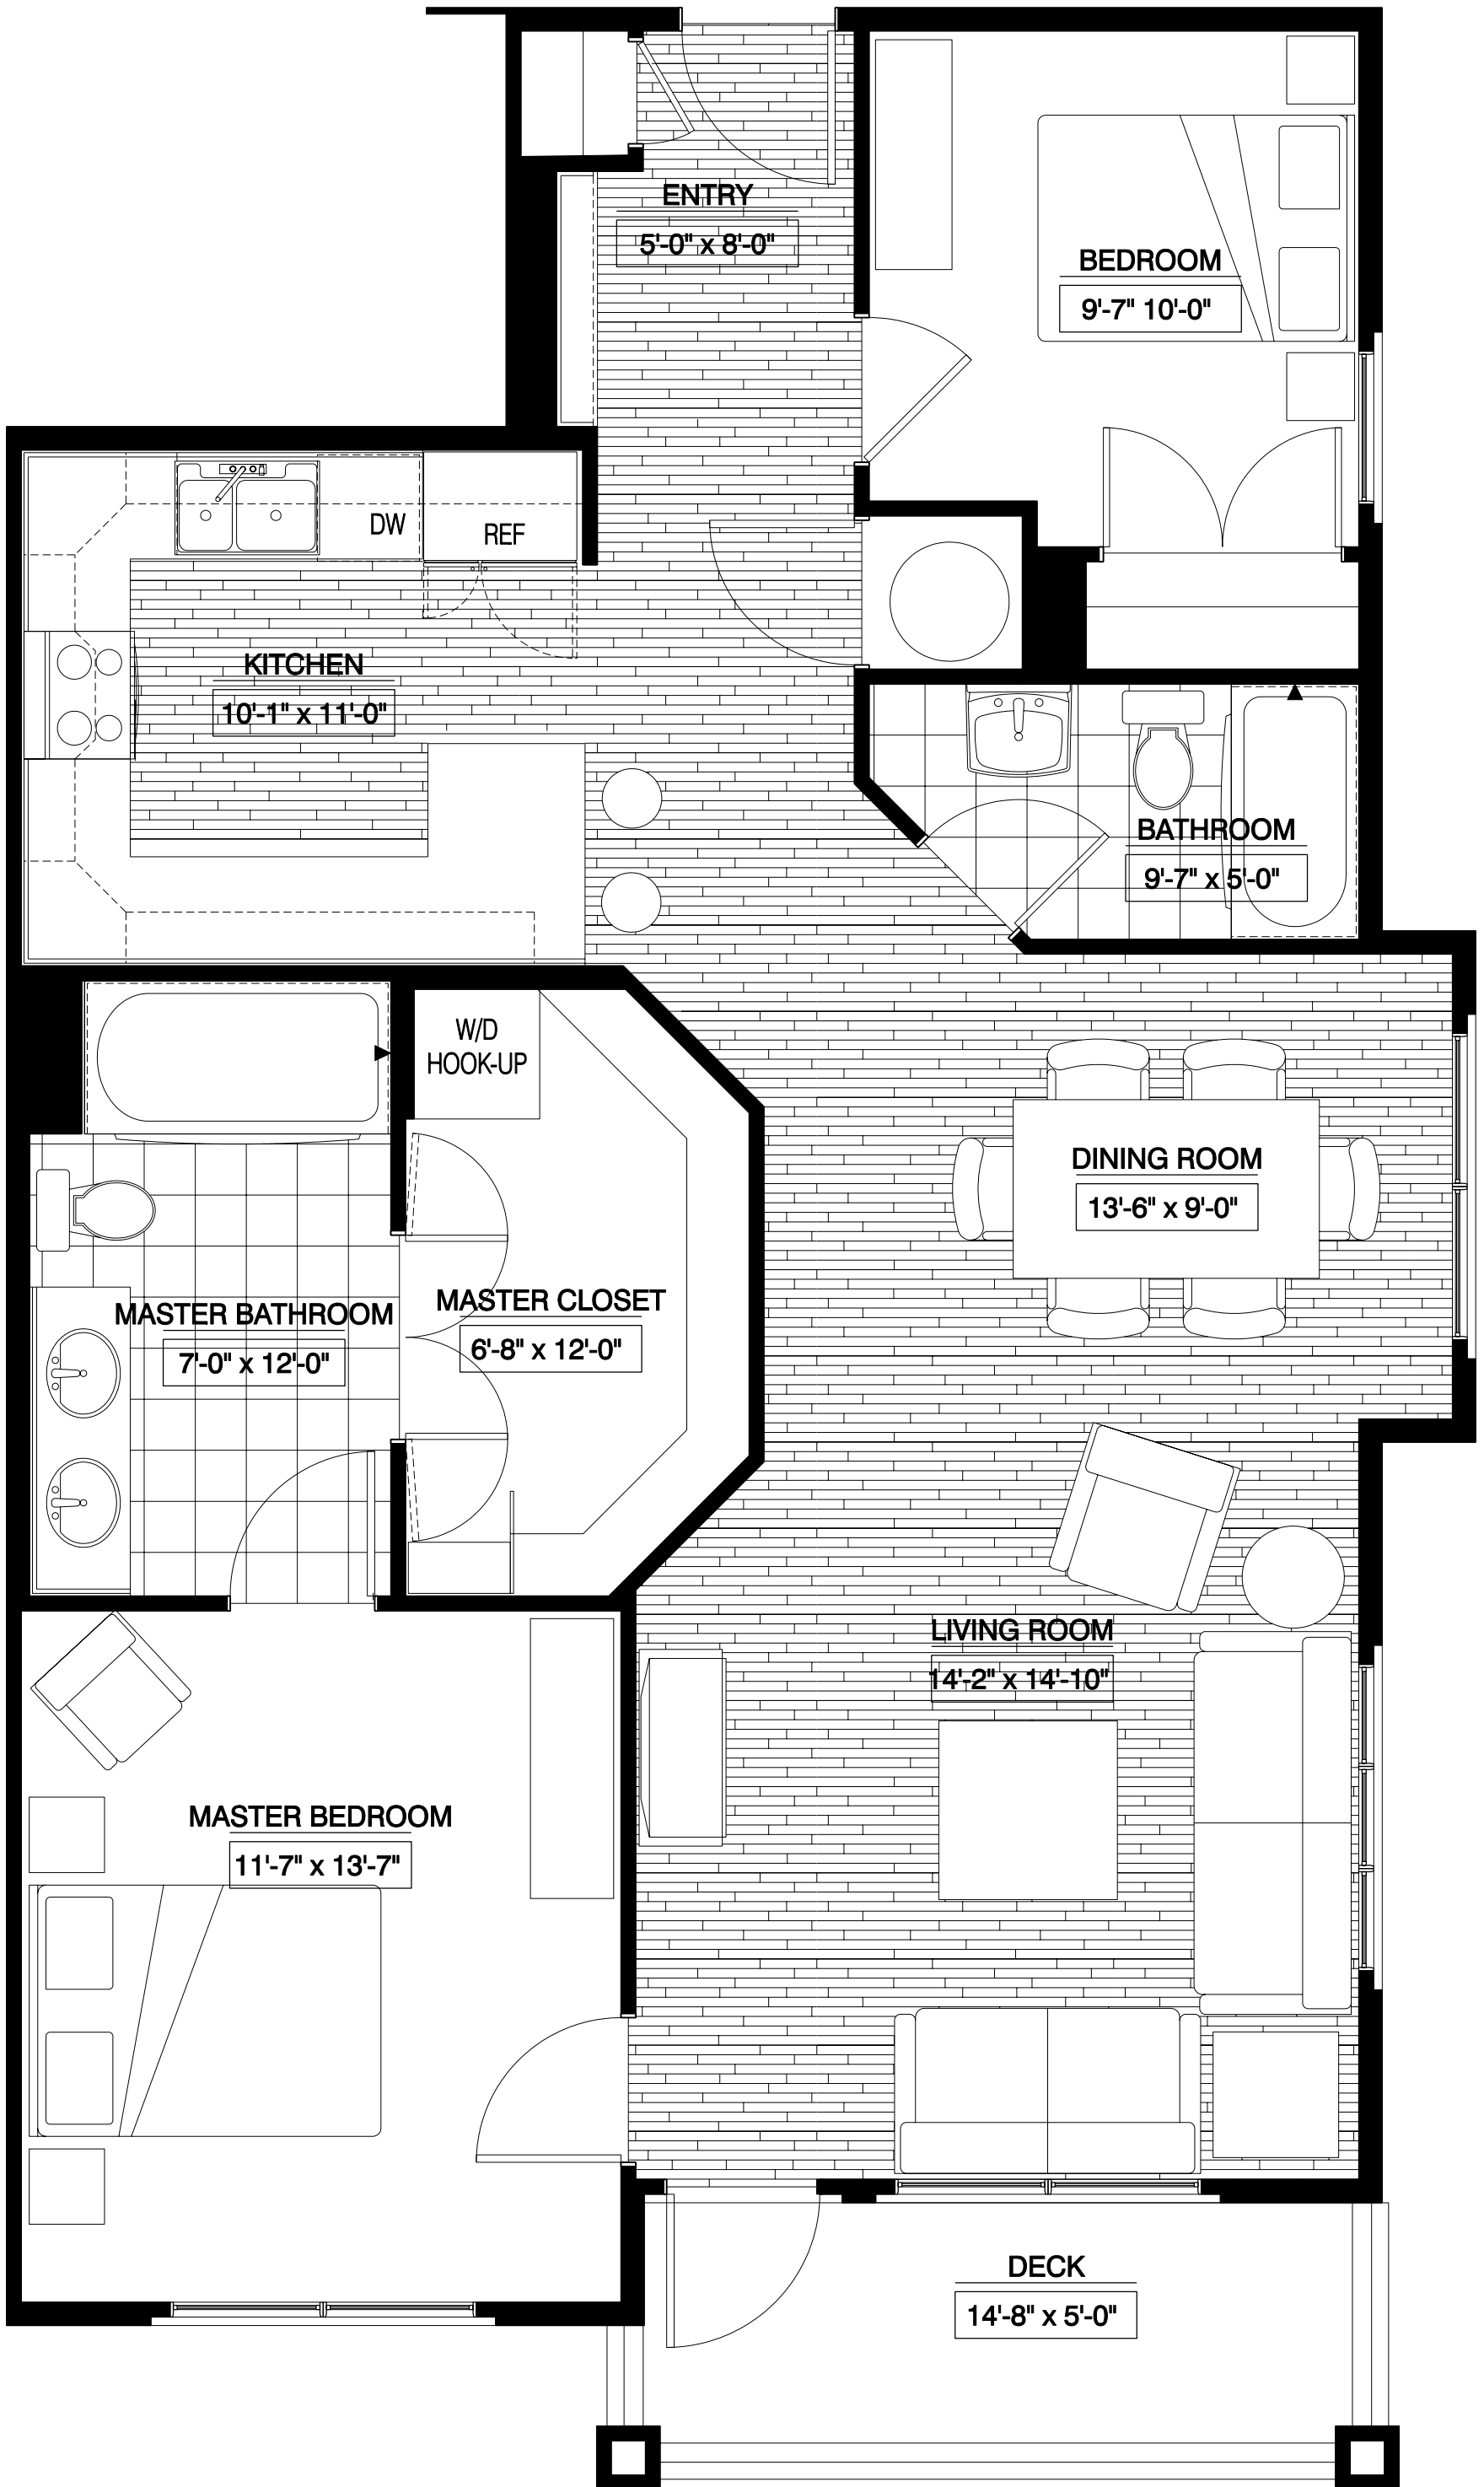 ENTRY
5'-0" x 8'-0"
BEDROOM
9'-7" 10'-0"
DW
REF
KITCHEN
10'-1" x 11'-0"
BATHROOM
9'-7" x 5'-0"
W/D
HOOK-UP
DINING ROOM
13'-6" x 9'-0"
MASTER BATHROOM
7'-0" x 12'-0"
MASTER CLOSET
6'-8" x 12'-0"
LIVING ROOM
14'-2" x 14'-10"
MASTER BEDROOM
11'-7" x 13'-7"
DECK
14'-8" x 5'-0"